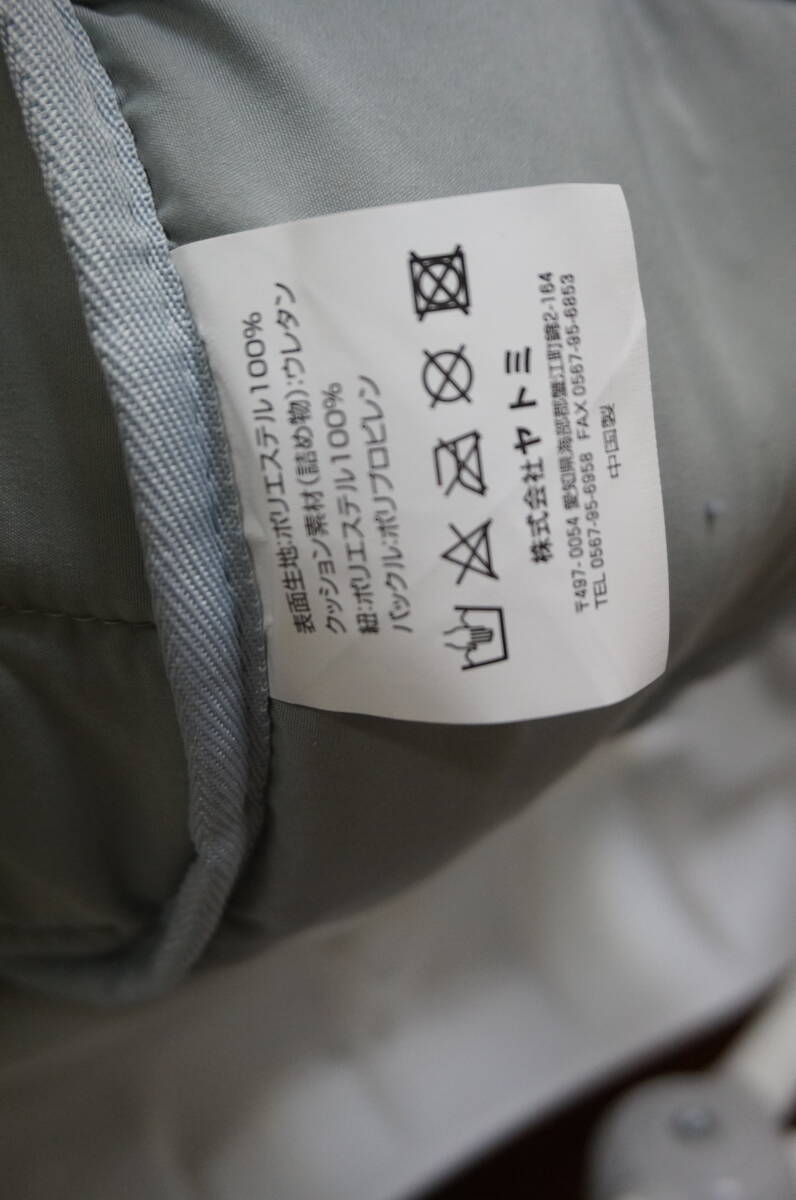 表面生地:ポリエステル100%
クッション素材(詰め物):ウレタン
紐:ポリエステル100%
バックル:ポリプロピレン
株式会社ヤトミ
〒497-0054 愛知県海部郡蟹江町錦2-164
TEL 0567-95-6958 FAX 0567-95-6853
中国製